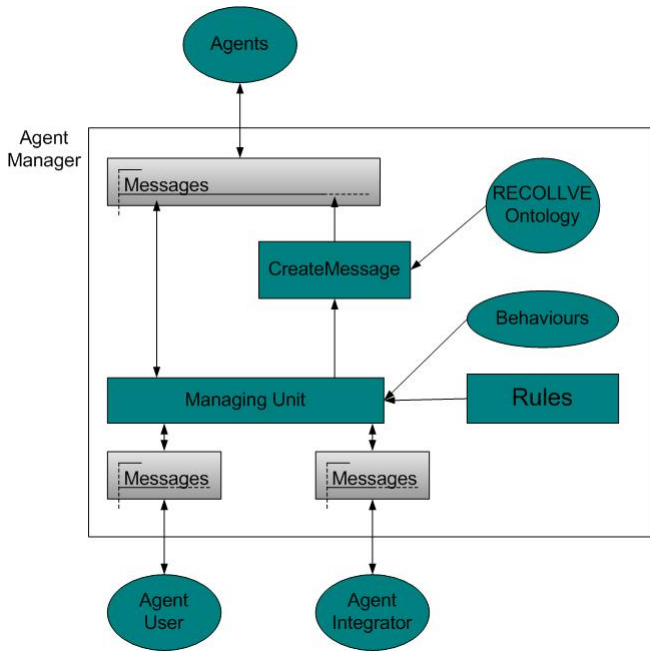 Agents
Agent
Manager
Messages
RECOLLVE
Ontology
CreateMessage
Behaviours
Managing Unit
Rules
Messages
Messages
Agent
User
Agent
Integrator